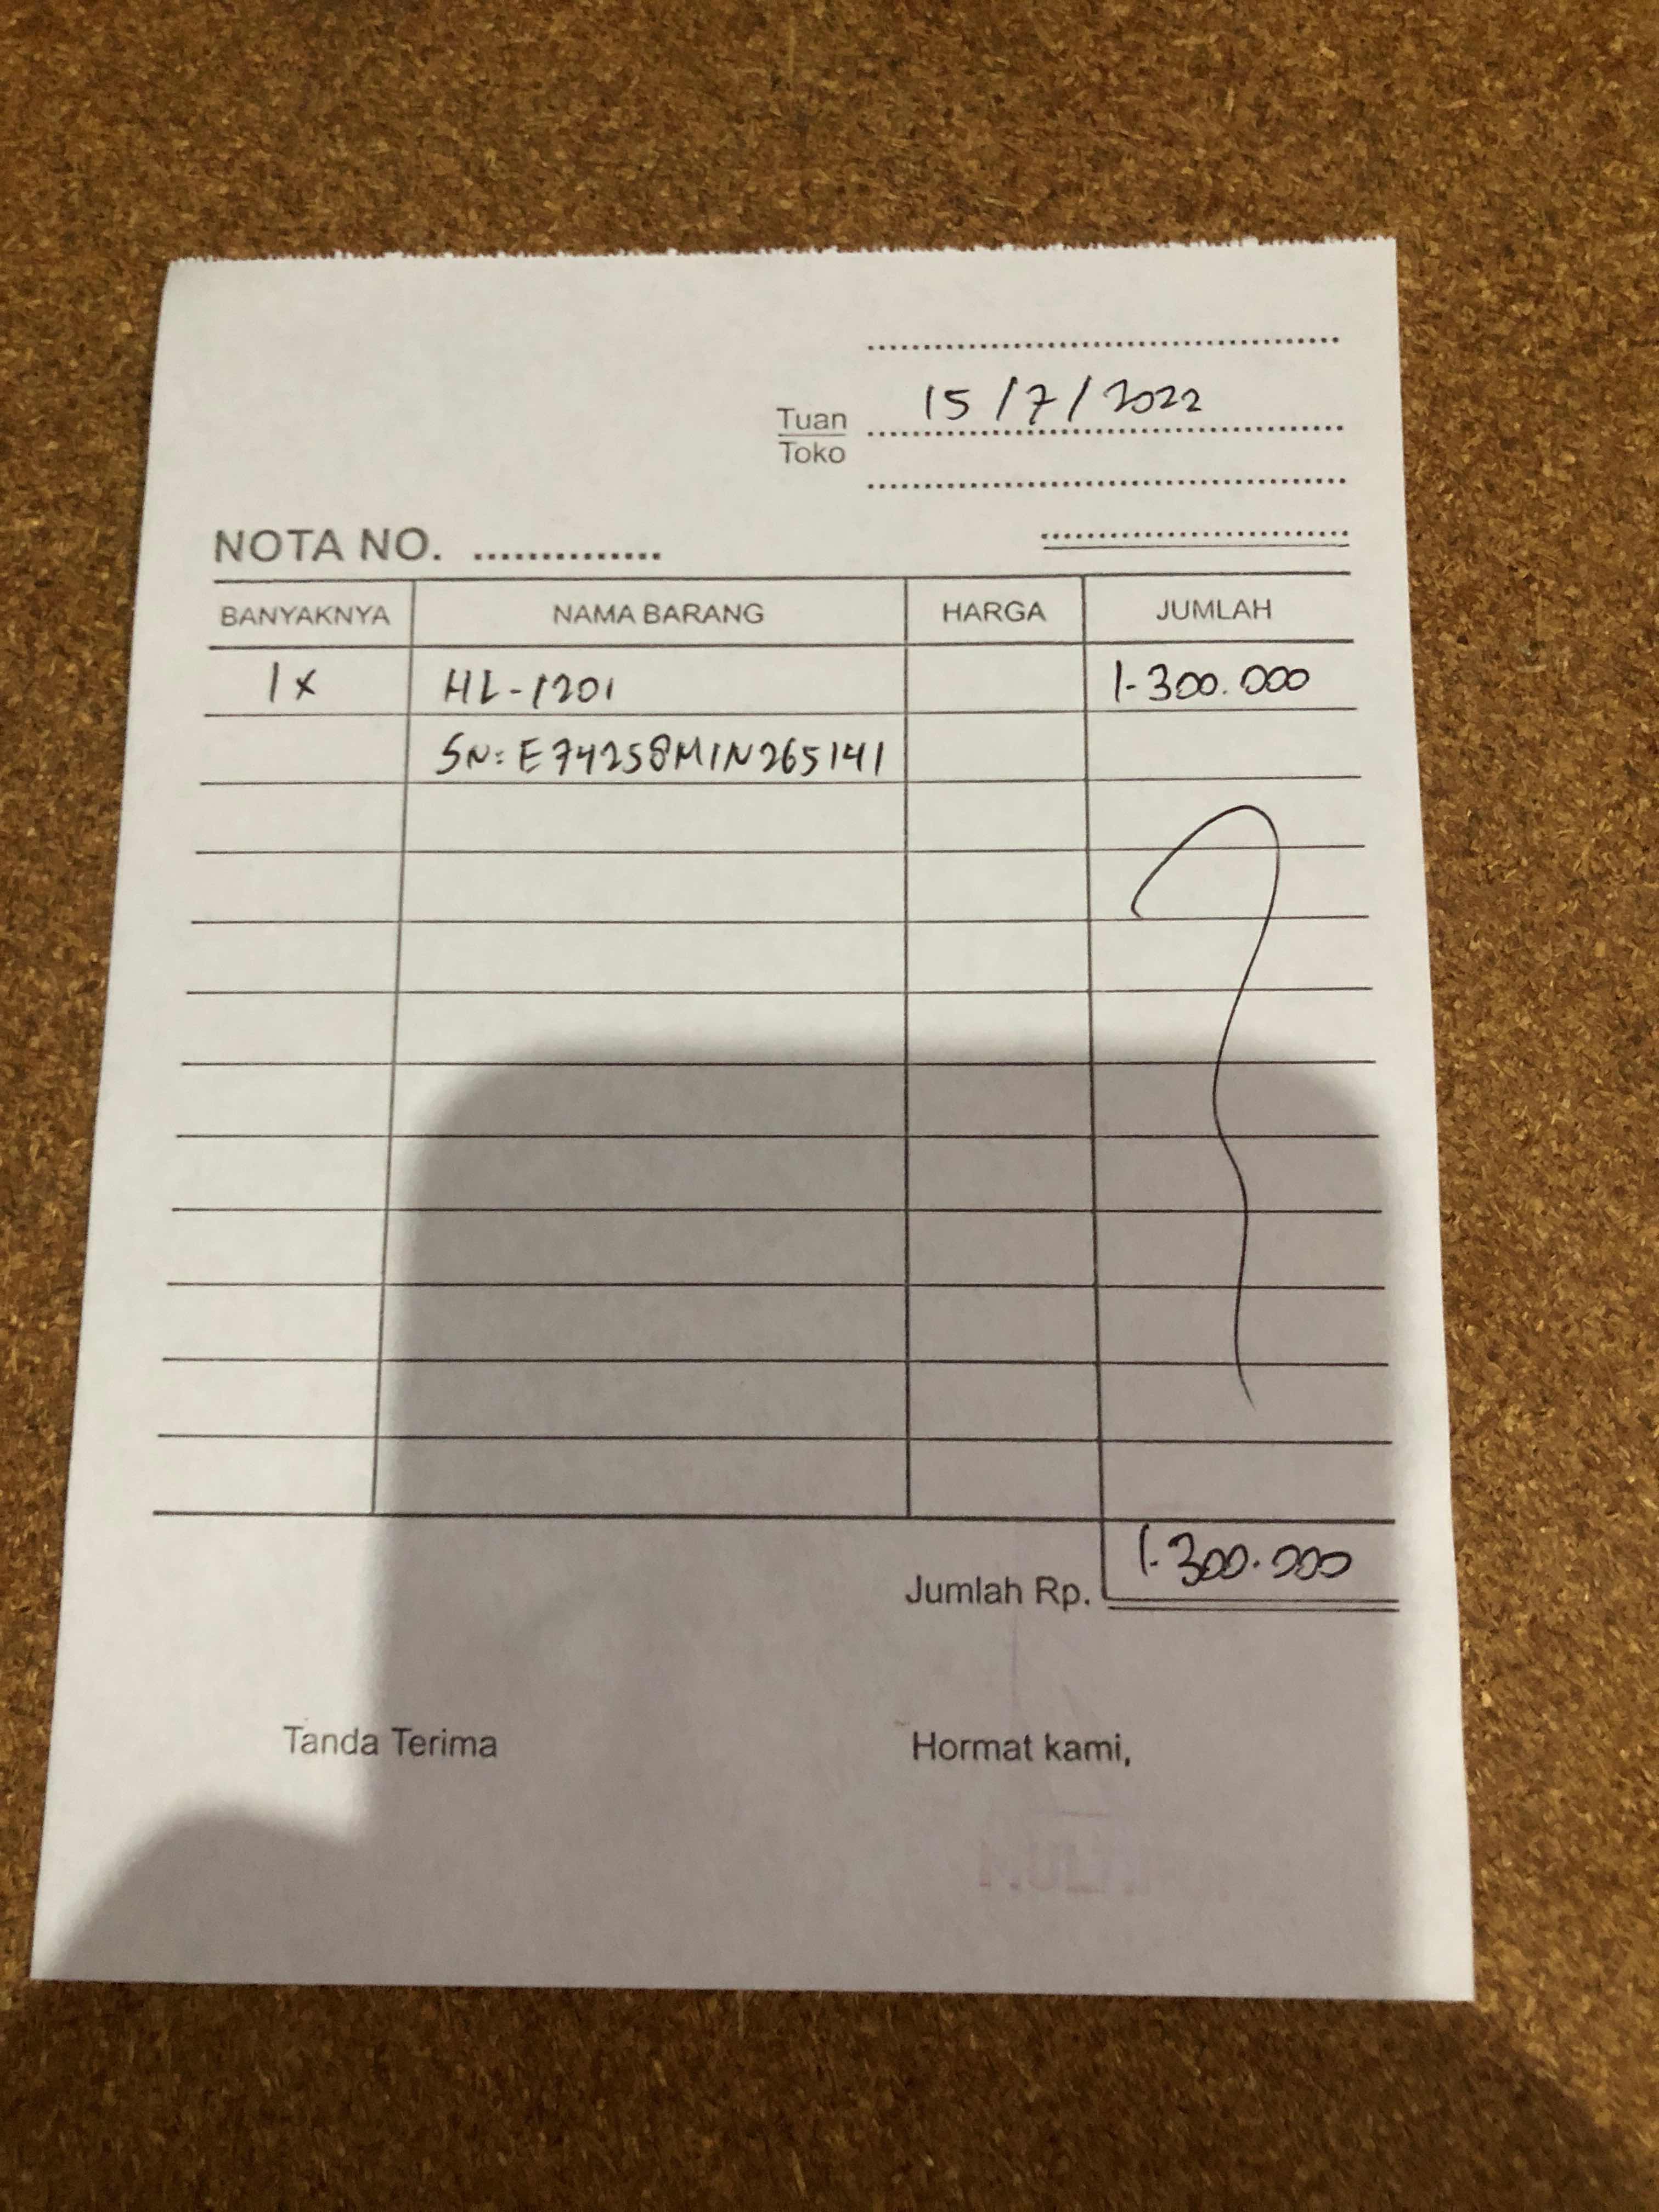 15/7/2022
Tuan
Toko
NOTA NO. ..............
BANYAKNYA NAMA BARANG HARGA JUMLAH
1x HL-1201 1.300.000
SN: E74258M1N265141
Jumlah Rp. 1.300.000
Tanda Terima Hormat kami,